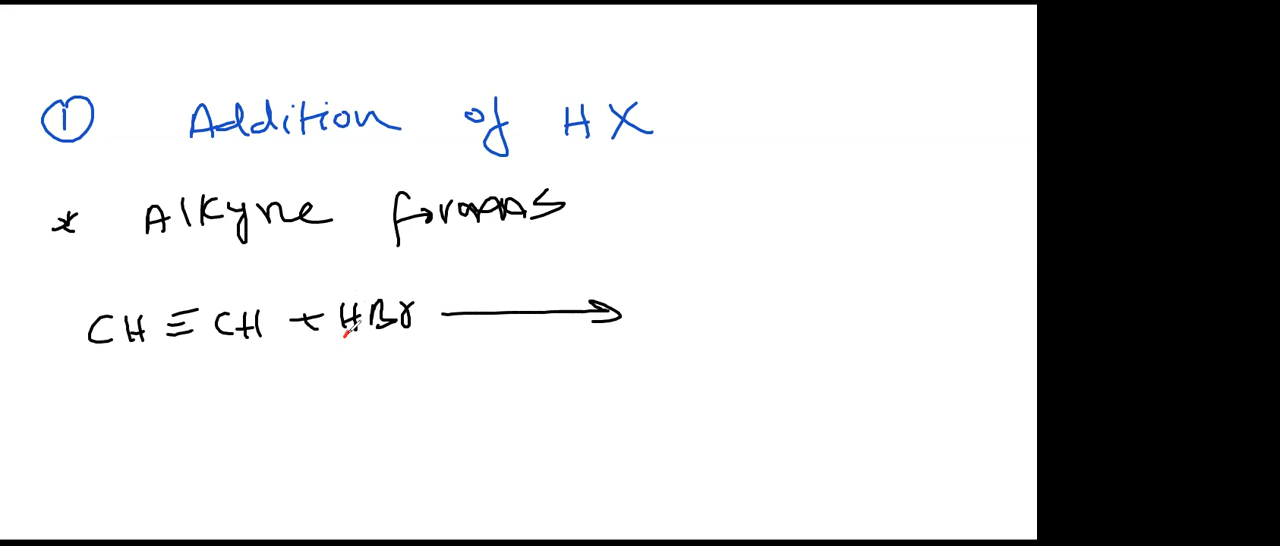 ① Addition of HX
* Alkyne forms
CH ≡ CH + HBr ⟶